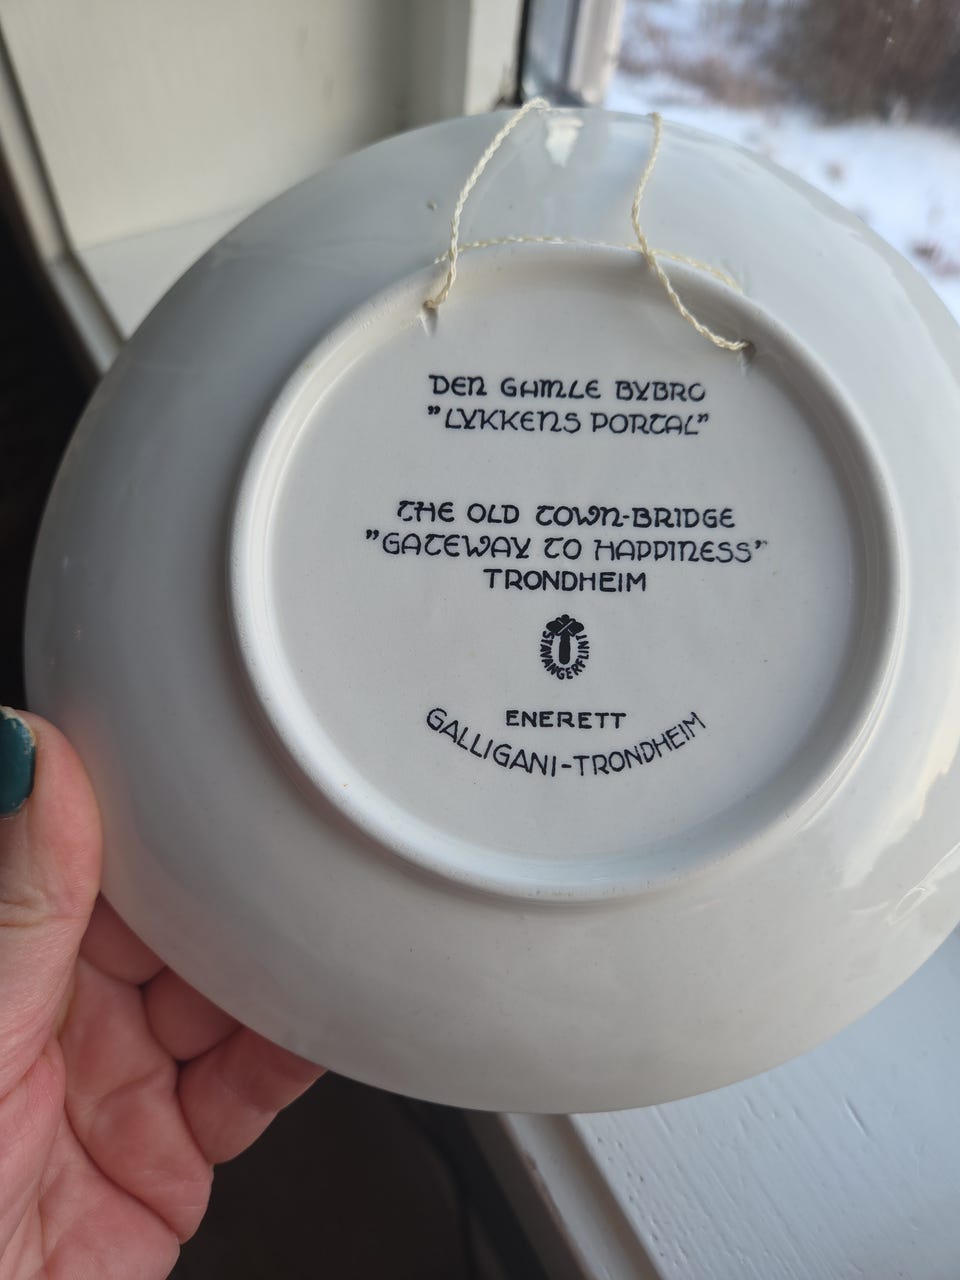 DEN GAMLE BYBRO
"LYKKENS PORTAL"
THE OLD TOWN-BRIDGE
"GATEWAY TO HAPPINESS"
TRONDHEIM
STAVANGERFLINT
ENERETT
GALLIGANI-TRONDHEIM